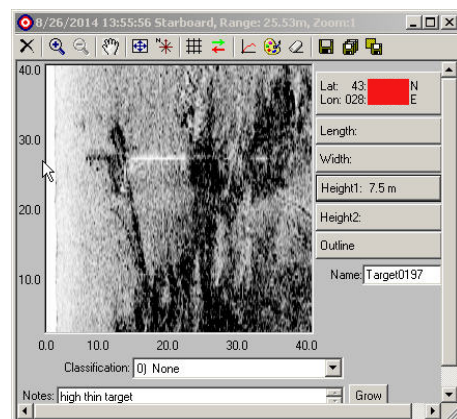 8/26/2014 13:55:56 Starboard, Range: 25.53m, Zoom:1
Lat: 43: N
Lon: 028: E
Length:
Width:
Height1: 7.5 m
Height2:
Outline
Name: Target0197
40.0
30.0
20.0
10.0
0.0 10.0 20.0 30.0 40.0
Classification: 0) None
Notes: high thin target
Grow